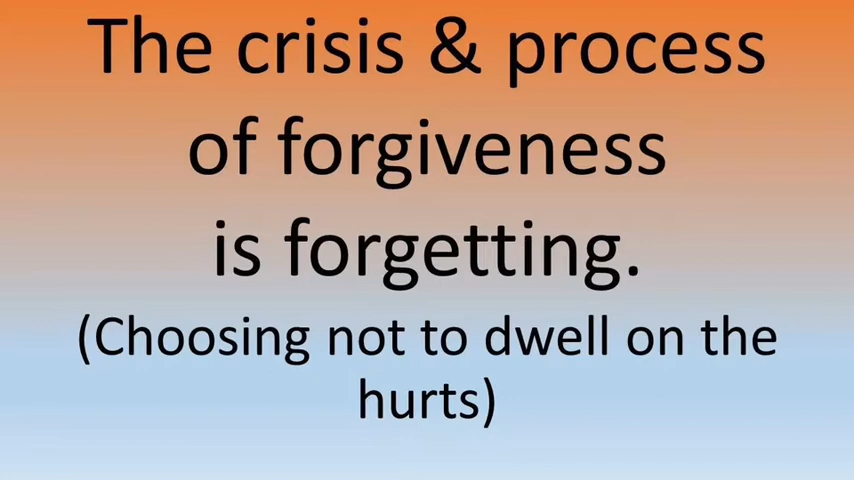 The crisis & process
of forgiveness
is forgetting.
(Choosing not to dwell on the
hurts)